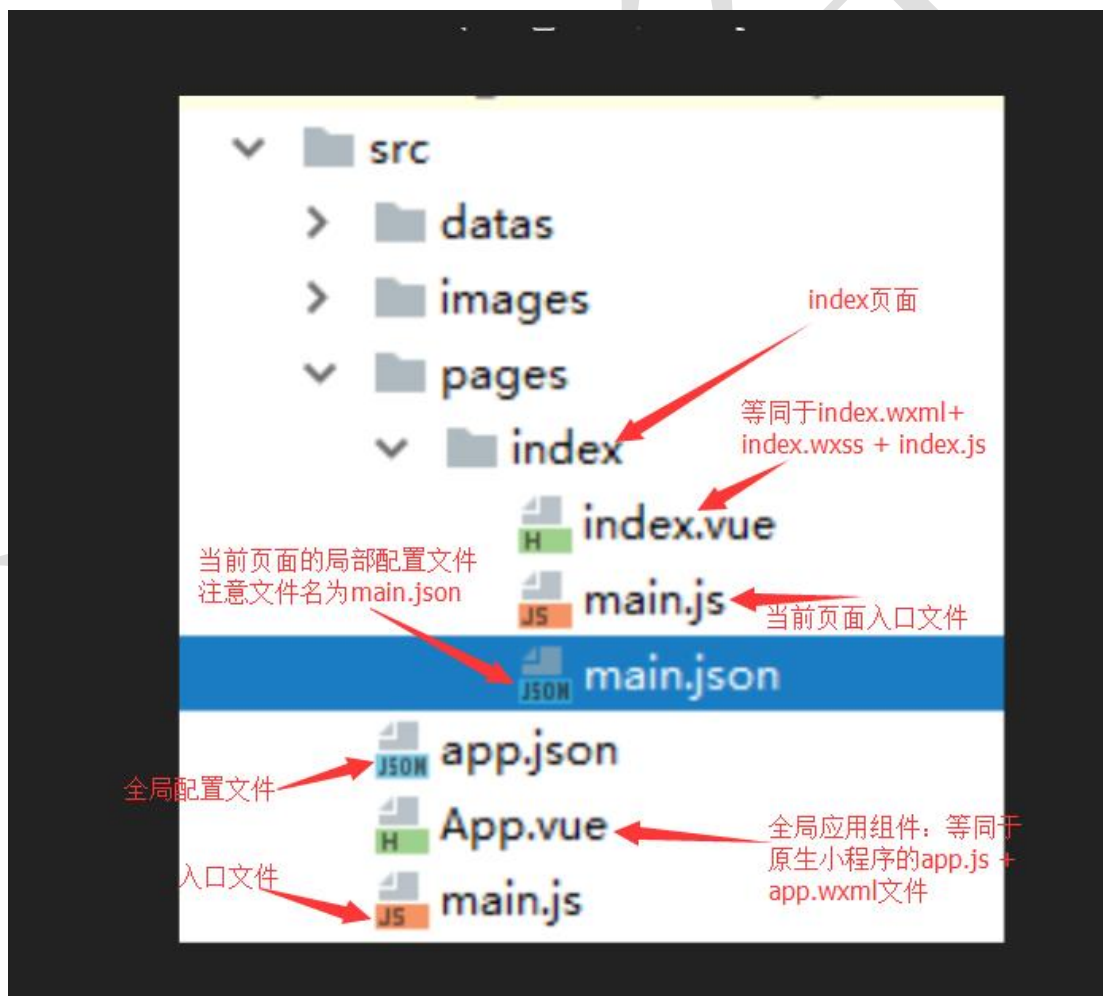 src
datas
images
index页面
pages
等同于index.wxml+
index.wxss + index.js
index
index.vue
H
当前页面的局部配置文件
注意文件名为main.json
main.js
JS
当前页面入口文件
main.json
JSON
app.json
JSON
全局配置文件
App.vue
H
全局应用组件：等同于
原生小程序的app.js +
app.wxml文件
入口文件
main.js
JS